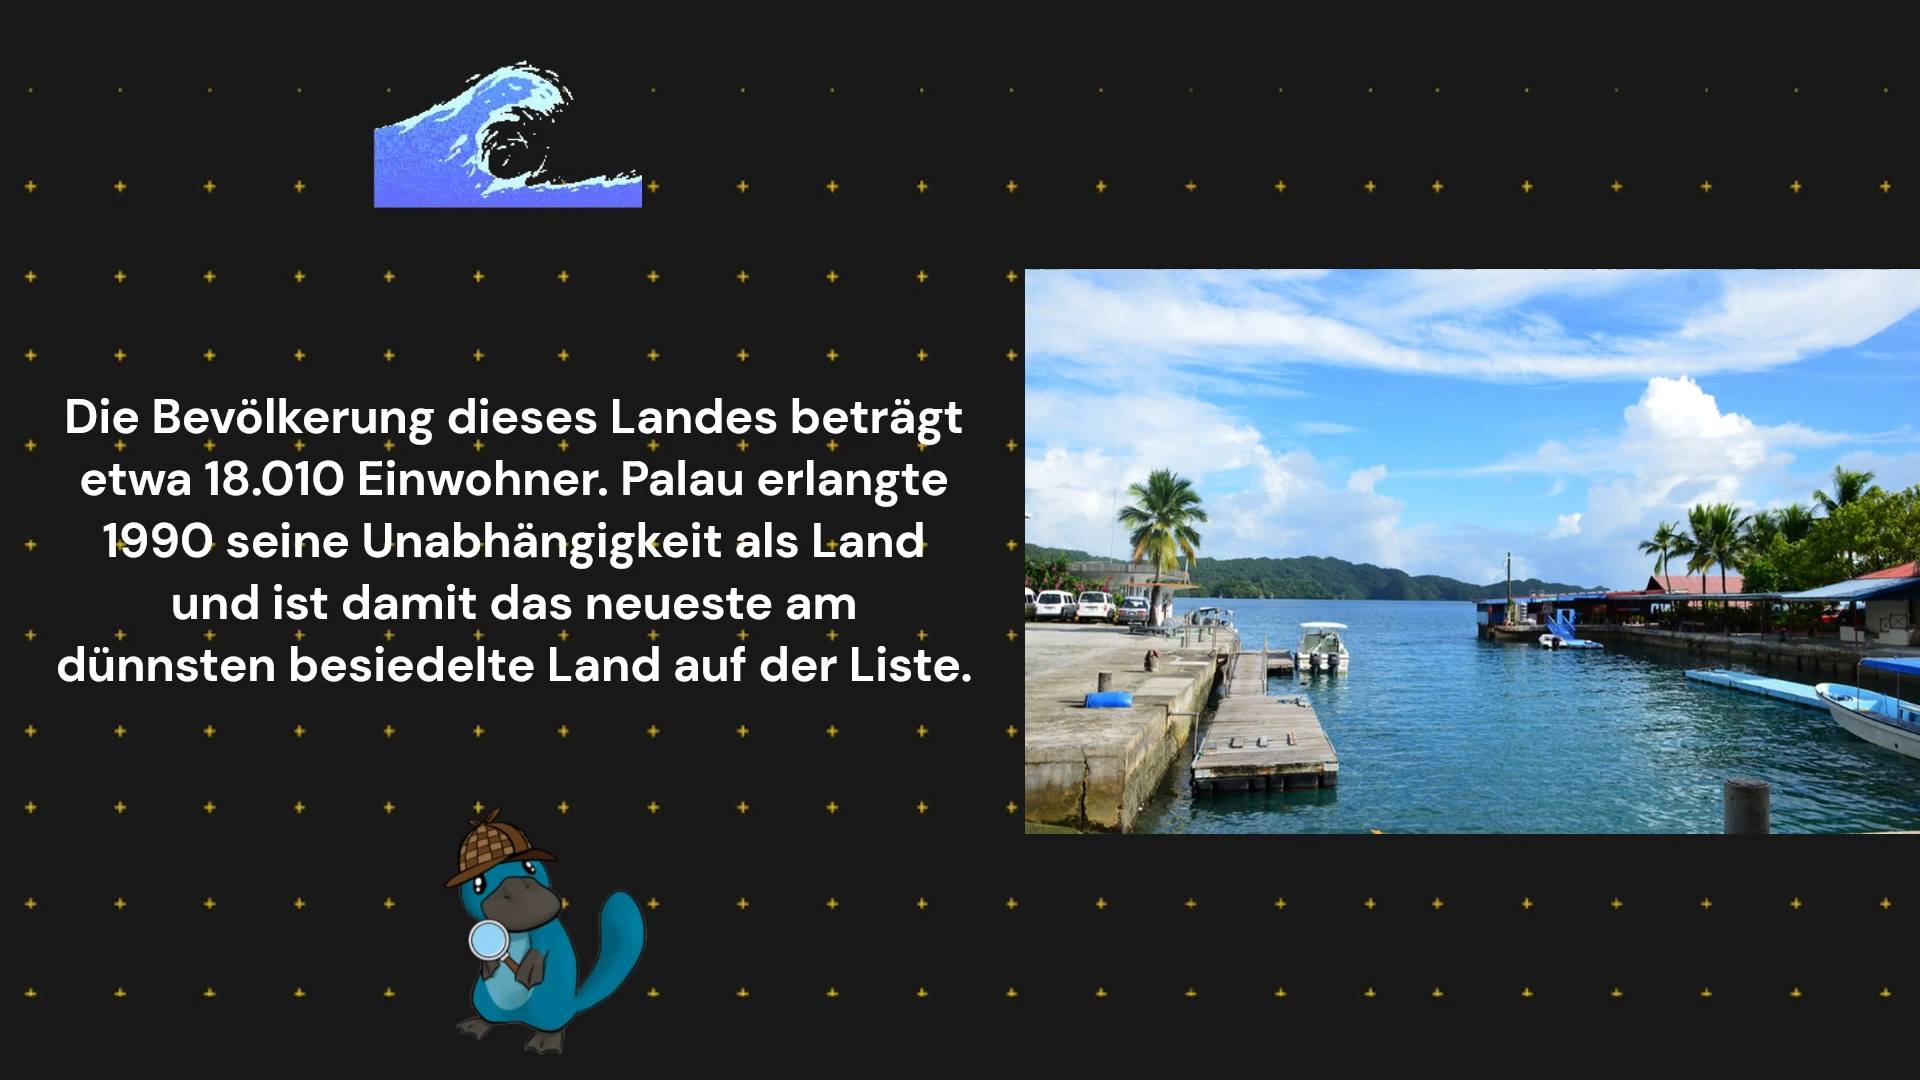 Die Bevölkerung dieses Landes beträgt
etwa 18.010 Einwohner. Palau erlangte
1990 seine Unabhängigkeit als Land
und ist damit das neueste am
dünnsten besiedelte Land auf der Liste.